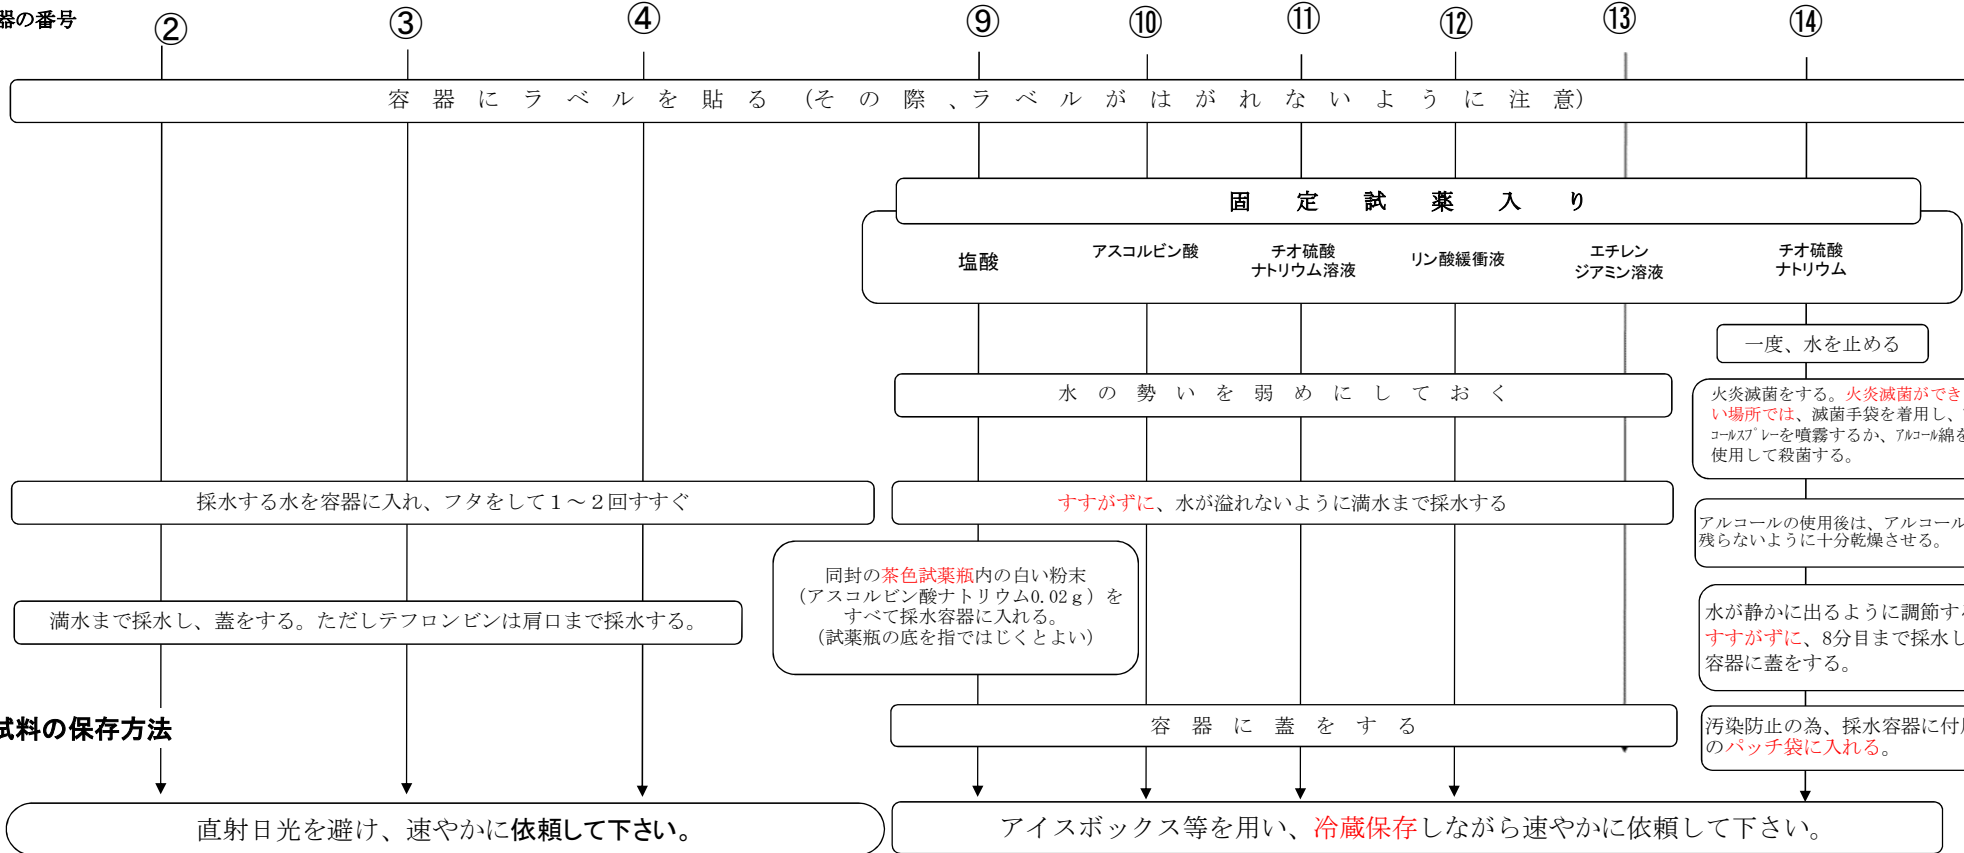 器の番号
② ③ ④ ⑨ ⑩ ⑪ ⑫ ⑬ ⑭
容器にラベルを貼る（その際、ラベルがはがれないように注意）
固定試薬入り
塩酸
アスコルビン酸
チオ硫酸
ナトリウム溶液
リン酸緩衝液
エチレン
ジアミン溶液
チオ硫酸
ナトリウム
一度、水を止める
水の勢いを弱めにしておく
火炎滅菌をする。火炎滅菌ができ
い場所では、滅菌手袋を着用し、
ｺｰﾙｽﾌﾟﾚｰを噴霧するか、ｱﾙｺｰﾙ綿を
使用して殺菌する。
採水する水を容器に入れ、フタをして１～２回すすぐ
すすがずに、水が溢れないように満水まで採水する
アルコールの使用後は、アルコール
残らないように十分乾燥させる。
同封の茶色試薬瓶内の白い粉末
（アスコルビン酸ナトリウム0.02ｇ）を
すべて採水容器に入れる。
（試薬瓶の底を指ではじくとよい）
満水まで採水し、蓋をする。ただしテフロンビンは肩口まで採水する。
水が静かに出るように調節す
すすがずに、8分目まで採水し
容器に蓋をする。
容器に蓋をする
汚染防止の為、採水容器に付
のパッチ袋に入れる。
試料の保存方法
直射日光を避け、速やかに依頼して下さい。
アイスボックス等を用い、冷蔵保存しながら速やかに依頼して下さい。